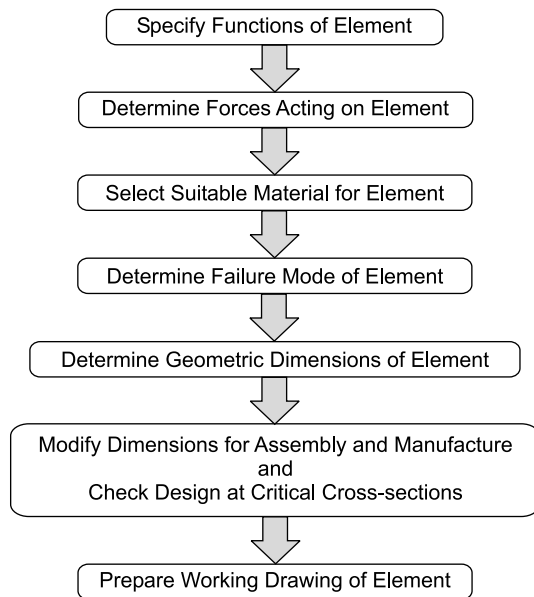 Specify Functions of Element
Determine Forces Acting on Element
Select Suitable Material for Element
Determine Failure Mode of Element
Determine Geometric Dimensions of Element
Modify Dimensions for Assembly and Manufacture
and
Check Design at Critical Cross-sections
Prepare Working Drawing of Element